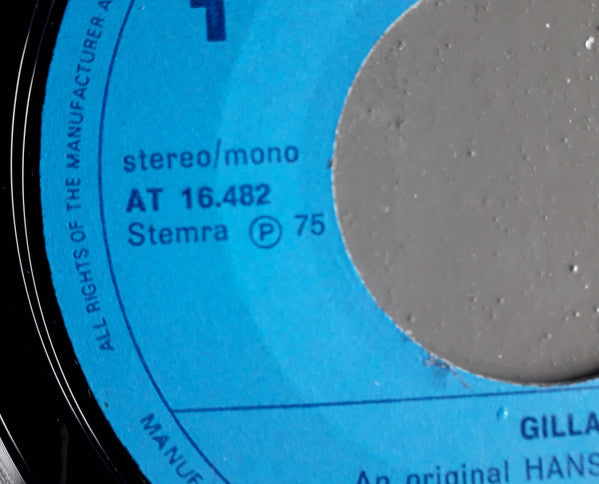 ALL RIGHTS OF THE MANUFACTURER
stereo/mono
AT 16.482
Stemra Ⓟ 75
GILLA
An original HANS
MANUF